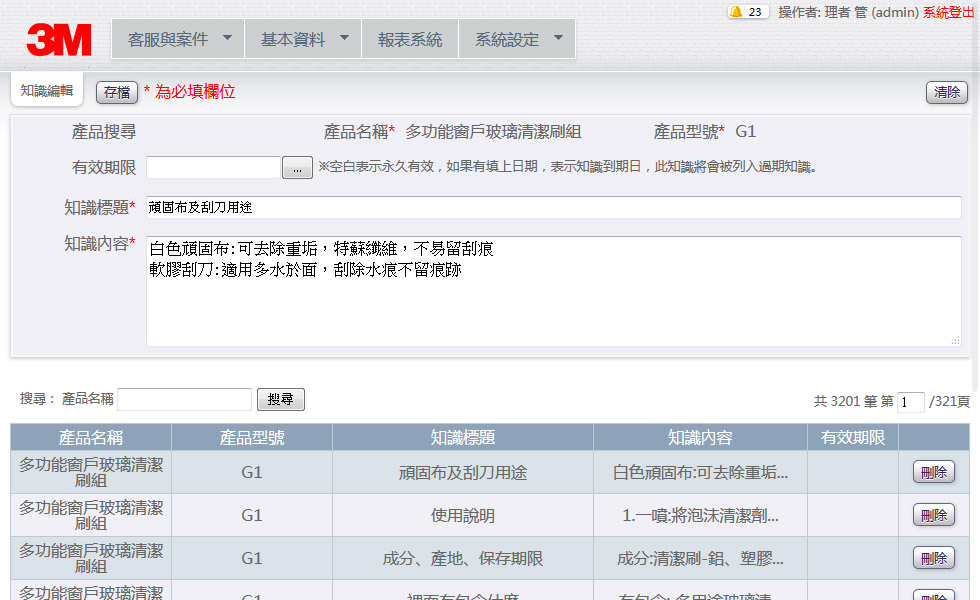 23 操作者: 理者 管 (admin) 系統登出
3M 客服與案件 基本資料 報表系統 系統設定
知識編輯 存檔 * 為必填欄位 清除
產品搜尋 產品名稱* 多功能窗戶玻璃清潔刷組 產品型號* G1
有效期限 ... ※空白表示永久有效，如果有填上日期，表示知識到期日，此知識將會被列入過期知識。
知識標題* 頑固布及刮刀用途
知識內容* 白色頑固布:可去除重垢，特蘇纖維，不易留刮痕
軟膠刮刀:適用多水於面，刮除水痕不留痕跡
搜尋： 產品名稱 搜尋 共 3201 筆 第 1 /321頁
產品名稱 產品型號 知識標題 知識內容 有效期限
多功能窗戶玻璃清潔刷組 G1 頑固布及刮刀用途 白色頑固布:可去除重垢... 刪除
多功能窗戶玻璃清潔刷組 G1 使用說明 1.一噴:將泡沫清潔劑... 刪除
多功能窗戶玻璃清潔刷組 G1 成分、產地、保存期限 成分:清潔刷-鋁、塑膠... 刪除
多功能窗戶玻璃清潔 G1